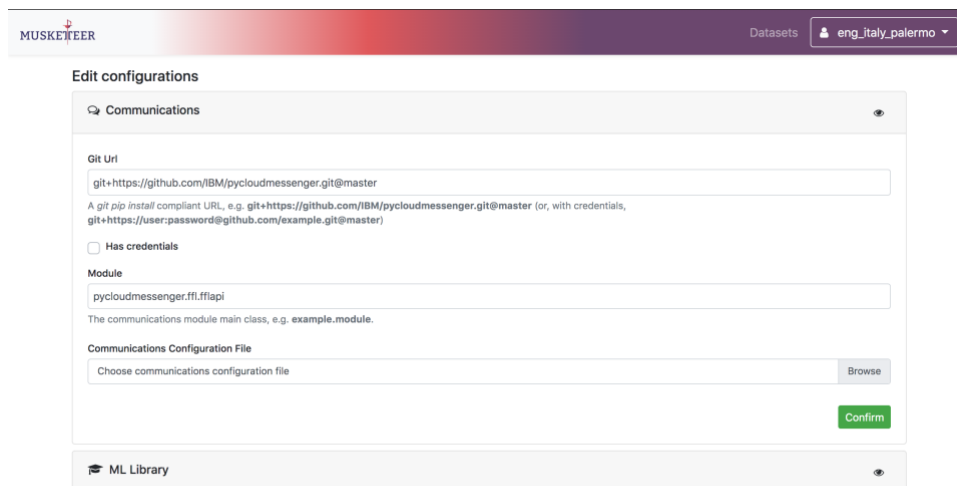 MUSKETEER
Datasets
eng_italy_palermo
Edit configurations
Communications
Git Url
git+https://github.com/IBM/pycloudmessenger.git@master
A git pip install compliant URL, e.g. git+https://github.com/IBM/pycloudmessenger.git@master (or, with credentials,
git+https://user:password@github.com/example.git@master)
Has credentials
Module
pycloudmessenger.ffl.fflapi
The communications module main class, e.g. example.module.
Communications Configuration File
Choose communications configuration file
Browse
Confirm
ML Library